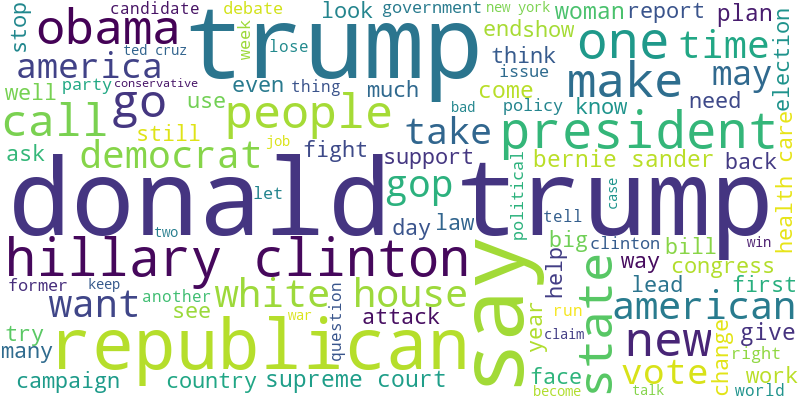 stop
candidate
debate
look
government
new york
woman
report
plan
obama
trump
week
ted cruz
lose
end
show
one
time
election
america
think
issue
make
may
well
party
conservative
go
use
even
thing
much
come
call
people
bad
policy
know
need
take
president
still
ask
democrat
job
fight
support
gop
political
bernie sander
back
health care
let
case
donald trump
day
law
tell
two
big
clinton
bill
win
hillary clinton
say
help
way
congress
former
keep
want
another
white house
state
lead
first
see
question
attack
year
run
american
try
war
claim
new
give
many
republican
change
right
campaign
country
supreme court
face
vote
work
become
talk
world